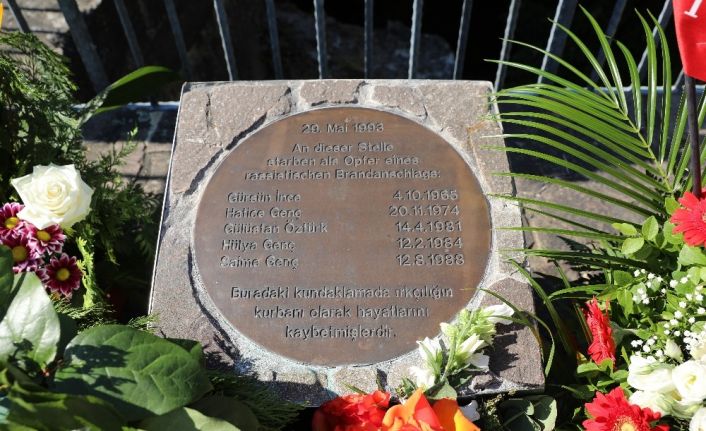 29. Mai 1993
An dieser Stelle
starben als Opfer eines
rassistischen Brandanschlags:
Gürsün İnce 4.10.1965
Hatice Genç 20.11.1974
Gülüstan Öztürk 14.4.1981
Hülya Genç 12.2.1984
Saime Genç 12.8.1988
Buradaki kundaklamada ırkçılığın
kurbanı olarak hayatlarını
kaybetmişlerdir.